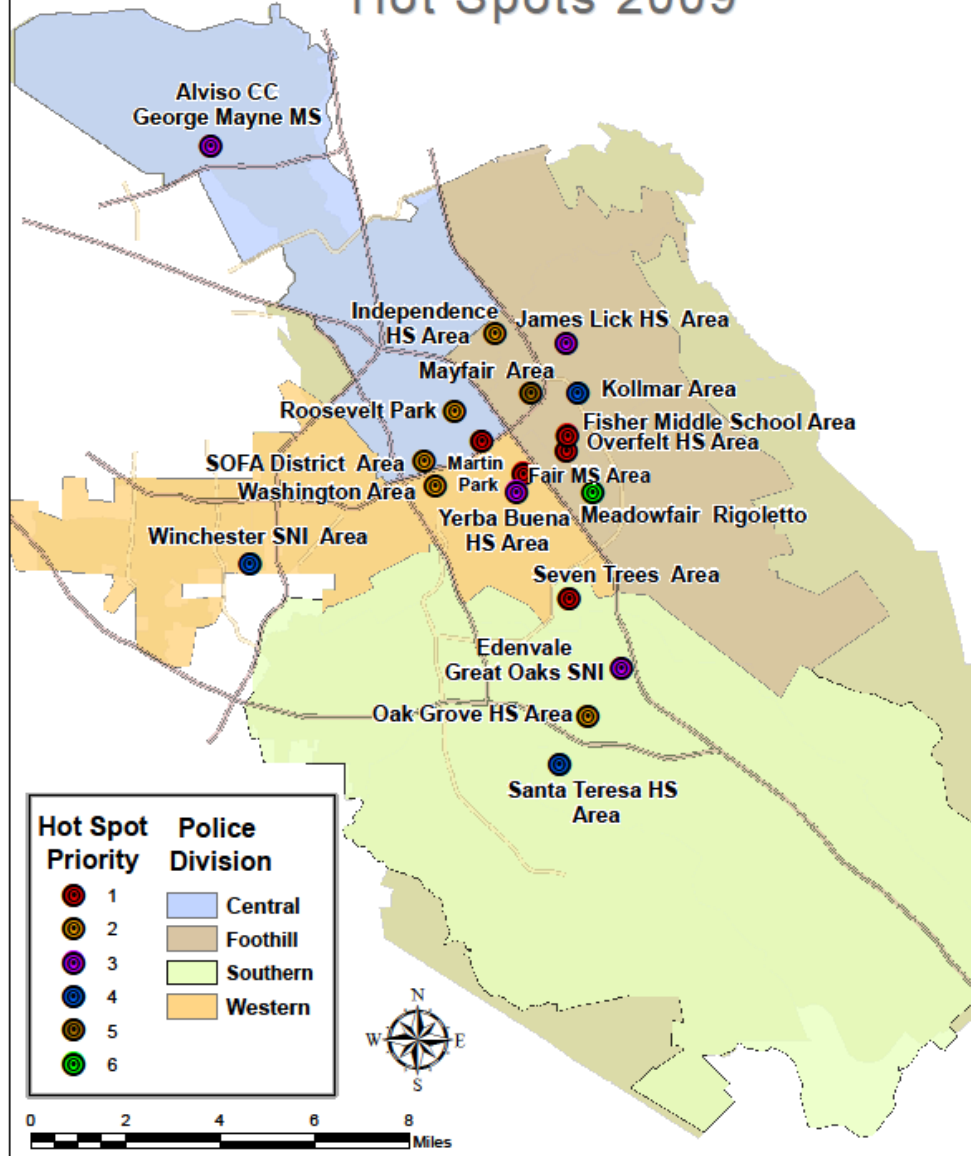 Hot Spots 2009
Alviso CC
George Mayne MS
Independence
HS Area
James Lick HS Area
Mayfair Area
Kollmar Area
Roosevelt Park
Fisher Middle School Area
Overfelt HS Area
SOFA District Area
Martin
Park
Fair MS Area
Washington Area
Yerba Buena
HS Area
Meadowfair Rigoletto
Winchester SNI Area
Seven Trees Area
Edenvale
Great Oaks SNI
Oak Grove HS Area
Santa Teresa HS
Area
Hot Spot
Priority
1
2
3
4
5
6
Police
Division
Central
Foothill
Southern
Western
N
W E
S
0 2 4 6 8
Miles